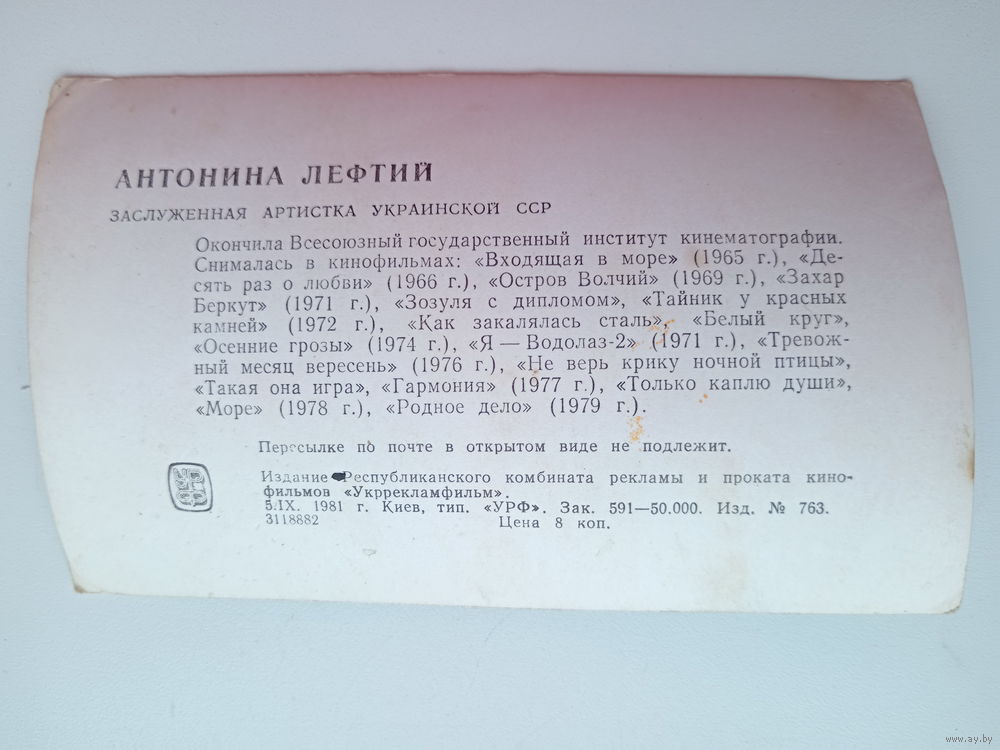 АНТОНИНА ЛЕФТИЙ
ЗАСЛУЖЕННАЯ АРТИСТКА УКРАИНСКОЙ ССР
Окончила Всесоюзный государственный институт кинематографии.
Снималась в кинофильмах: «Входящая в море» (1965 г.), «Де-
сять раз о любви» (1966 г.), «Остров Волчий» (1969 г.), «Захар
Беркут» (1971 г.), «Зозуля с дипломом», «Тайник у красных
камней» (1972 г.), «Как закалялась сталь», «Белый круг»,
«Осенние грозы» (1974 г.), «Я — Водолаз-2» (1971 г.), «Тревож-
ный месяц вересень» (1976 г.), «Не верь крику ночной птицы»,
«Такая она игра», «Гармония» (1977 г.), «Только каплю души»,
«Море» (1978 г.), «Родное дело» (1979 г.).
Пересылке по почте в открытом виде не подлежит.
Издание Республиканского комбината рекламы и проката кино-
фильмов «Укррекламфильм».
5.IX. 1981 г. Киев, тип. «УРФ». Зак. 591—50.000. Изд. № 763.
3118882 Цена 8 коп.
www.ay.by